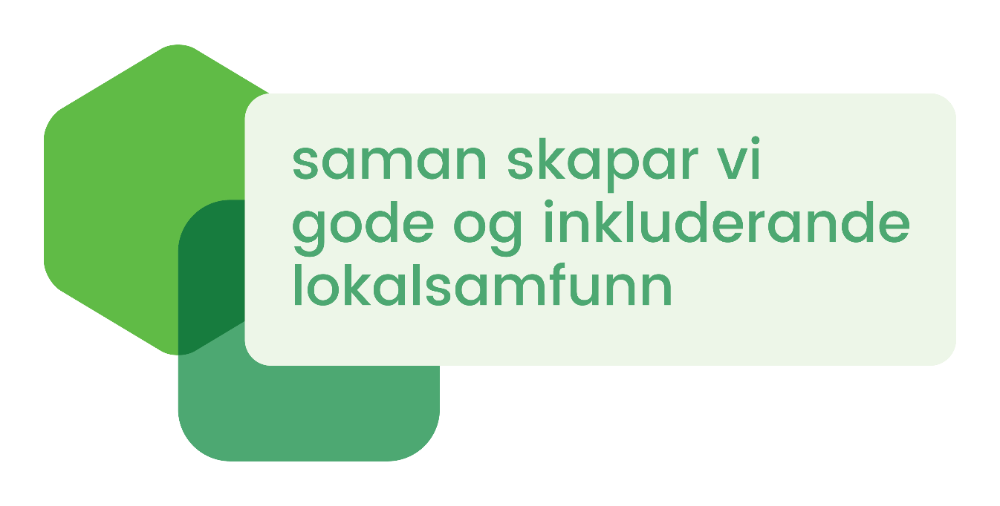 saman skapar vi
gode og inkluderande
lokalsamfunn